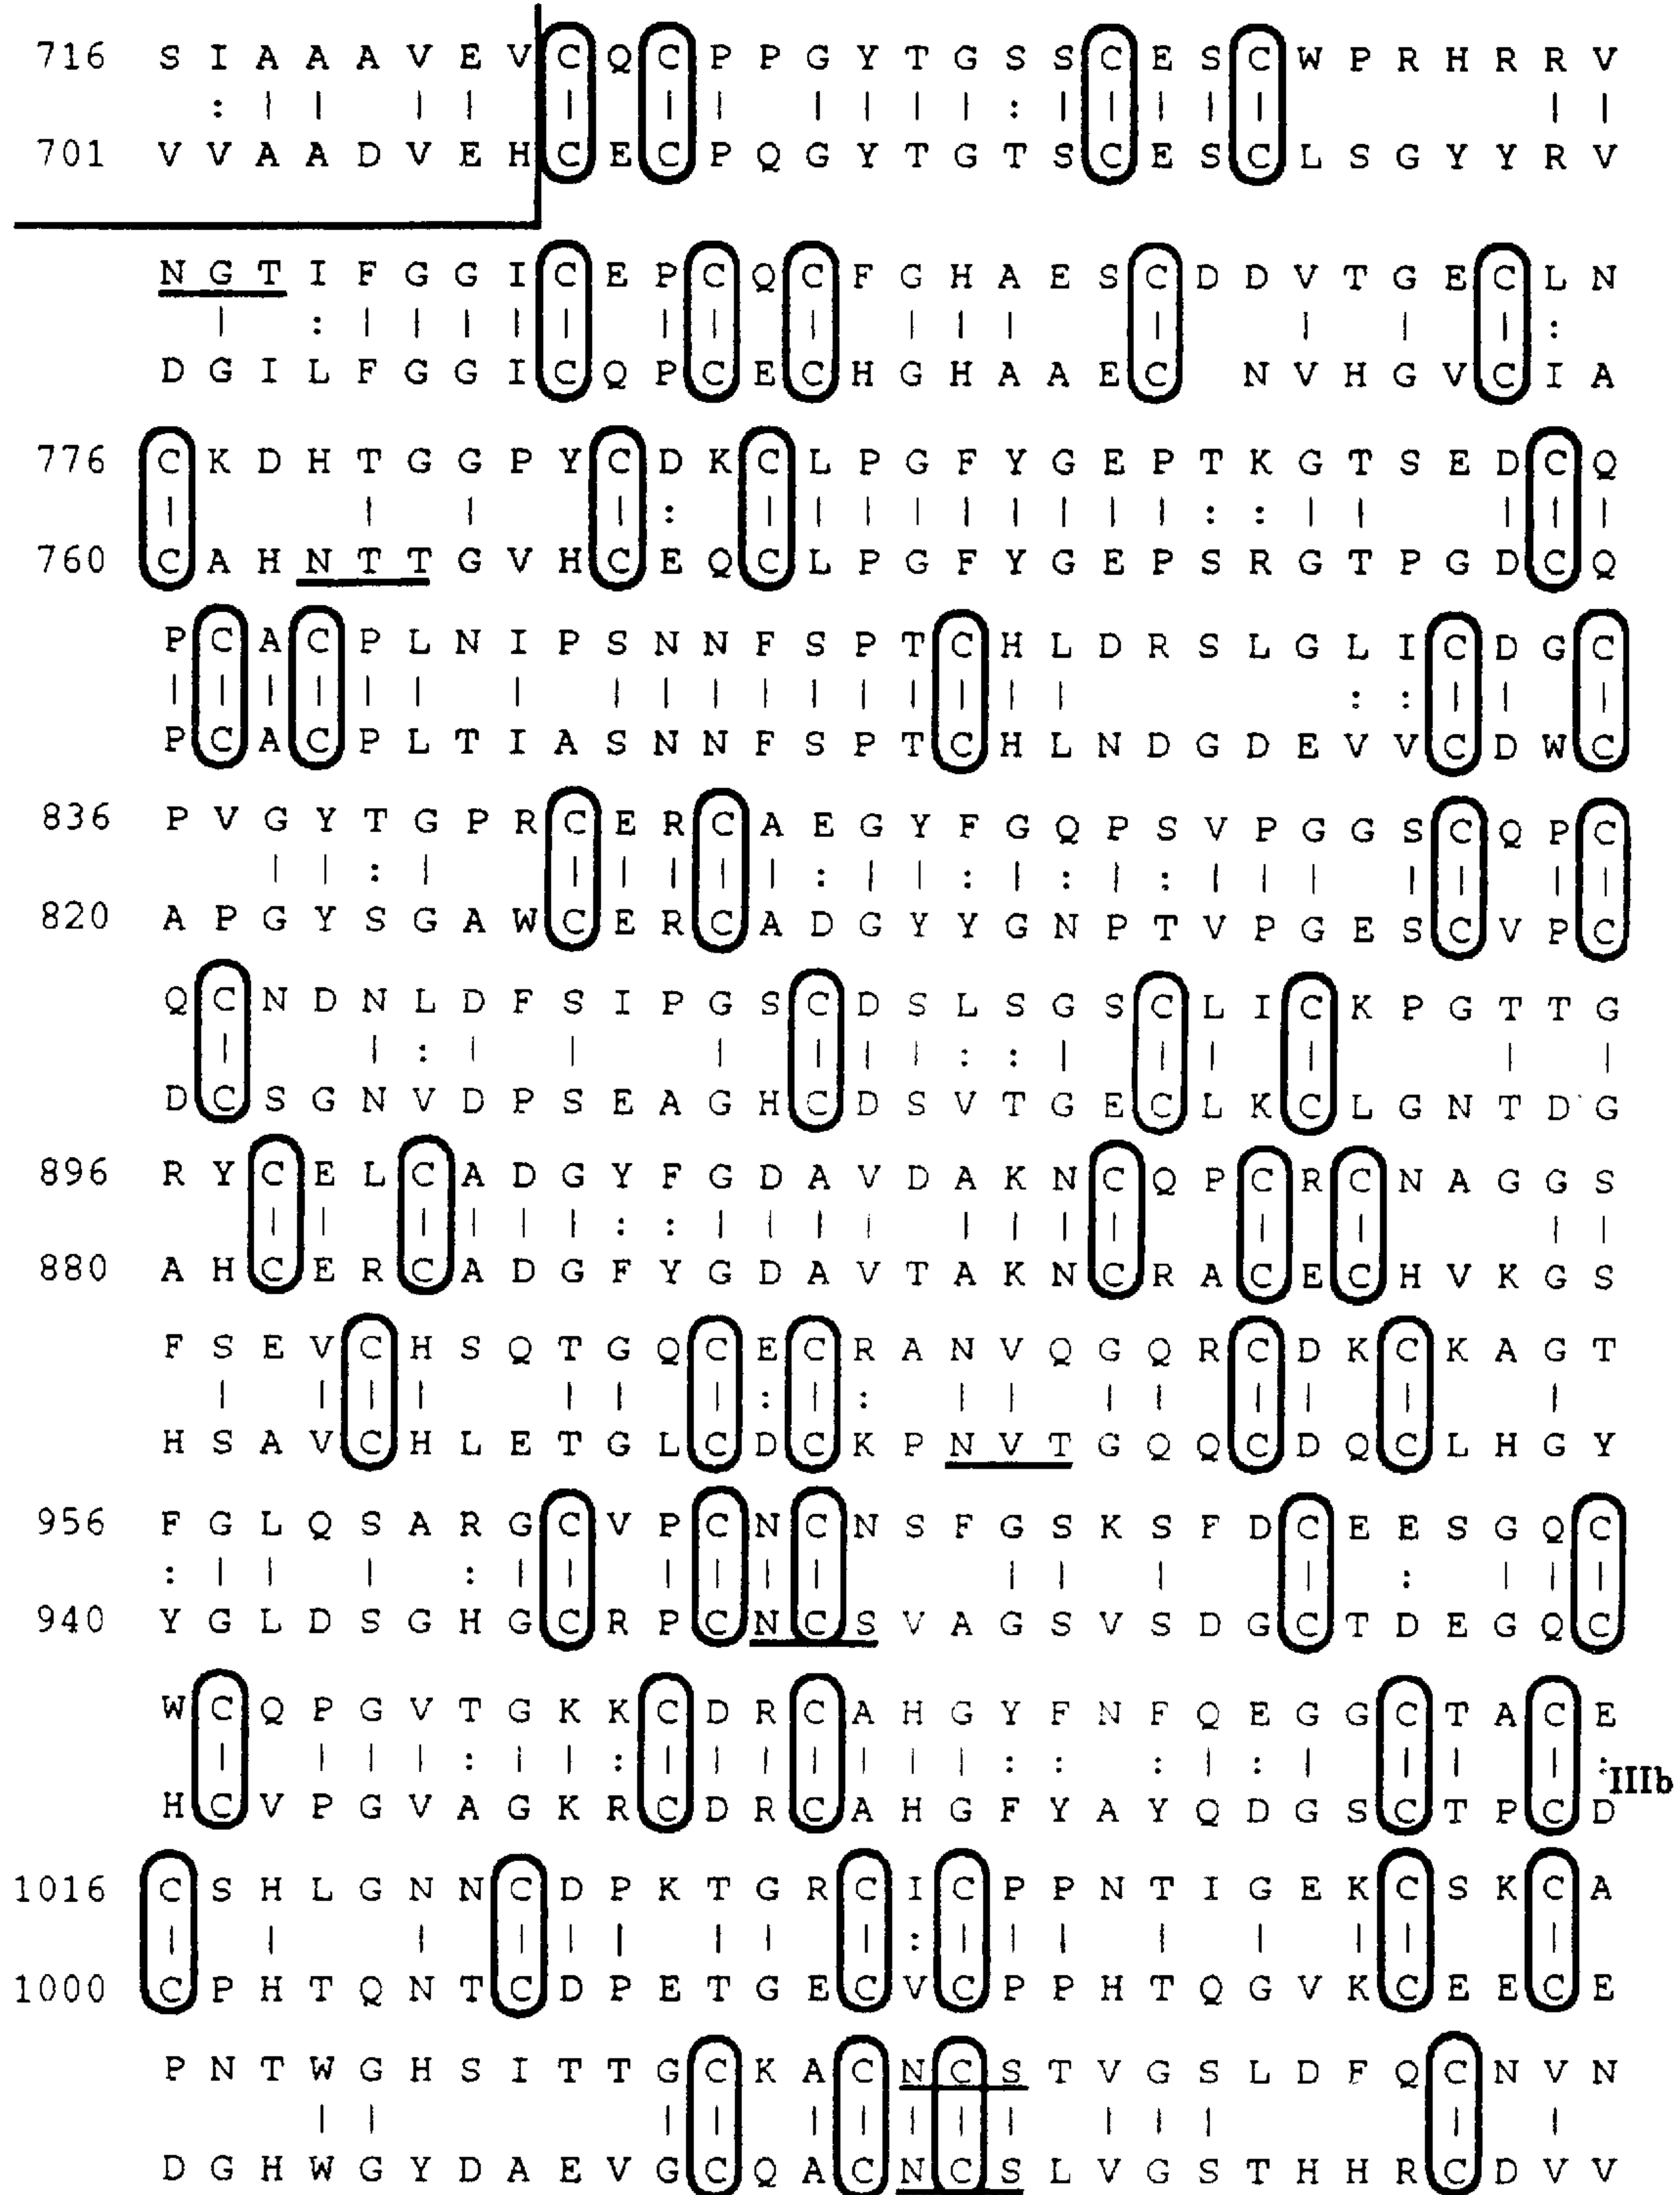 716 S I A A A V E V C Q C P P G Y T G S S C E S C W P R H R R V
: | | | | | | | | | | | : | | | | | | |
701 V V A A D V E H C E C P Q G Y T G T S C E S C L S G Y Y R V
N G T I F G G I C E P C Q C F G H A E S C D D V T G E C L N
| : | | | | | | | | | | | | | | | :
D G I L F G G I C Q P C E C H G H A A E C N V H G V C I A
776 C K D H T G G P Y C D K C L P G F Y G E P T K G T S E D C Q
| | | | : | | | | | | | | | : : | | | | |
760 C A H N T T G V H C E Q C L P G F Y G E P S R G T P G D C Q
P C A C P L N I P S N N F S P T C H L D R S L G L I C D G C
| | | | | | | | | | | | | | | | | : : | | |
P C A C P L T I A S N N F S P T C H L N D G D E V V C D W C
836 P V G Y T G P R C E R C A E G Y F G Q P S V P G G S C Q P C
| | : | | | | | | : | | : | : | : | | | | | | |
820 A P G Y S G A W C E R C A D G Y Y G N P T V P G E S C V P C
Q C N D N L D F S I P G S C D S L S G S C L I C K P G T T G
| | : | | | | | | : : | | | | | |
D C S G N V D P S E A G H C D S V T G E C L K C L G N T D G
896 R Y C E L C A D G Y F G D A V D A K N C Q P C R C N A G G S
| | | | | | : : | | | | | | | | | | | |
880 A H C E R C A D G F Y G D A V T A K N C R A C E C H V K G S
F S E V C H S Q T G Q C E C R A N V Q G Q R C D K C K A G T
| | | | | | | : | : | | | | | | | |
H S A V C H L E T G L C D C K P N V T G Q Q C D Q C L H G Y
956 F G L Q S A R G C V P C N C N S F G S K S F D C E E S G Q C
: | | | : | | | | | | | | | | : | | |
940 Y G L D S G H G C R P C N C S V A G S V S D G C T D E G Q C
W C Q P G V T G K K C D R C A H G Y F N F Q E G G C T A C E
| | | | : | | : | | | | | | | : : : | : | | | | :
H C V P G V A G K R C D R C A H G F Y A Y Q D G S C T P C D
IIIb
1016 C S H L G N N C D P K T G R C I C P P N T I G E K C S K C A
| | | | | | | | | : | | | | | | | |
1000 C P H T Q N T C D P E T G E C V C P P H T Q G V K C E E C E
P N T W G H S I T T G C K A C N C S T V G S L D F Q C N V N
| | | | | | | | | | | | | |
D G H W G Y D A E V G C Q A C N C S L V G S T H H R C D V V